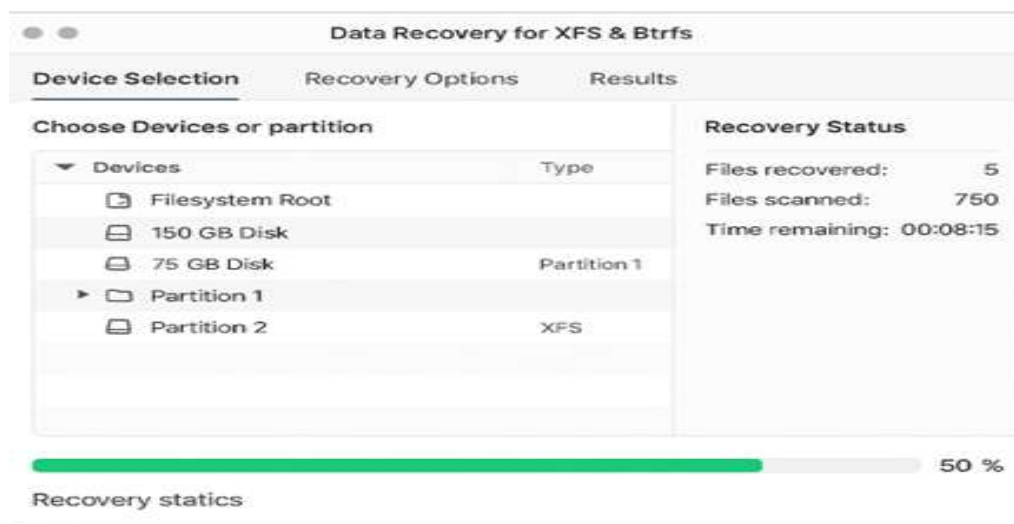 Data Recovery for XFS & Btrfs
Device Selection Recovery Options Results
Choose Devices or partition
Devices Type
Filesystem Root
150 GB Disk
75 GB Disk Partition 1
Partition 1
Partition 2 XFS
Recovery Status
Files recovered: 5
Files scanned: 750
Time remaining: 00:08:15
50 %
Recovery statics